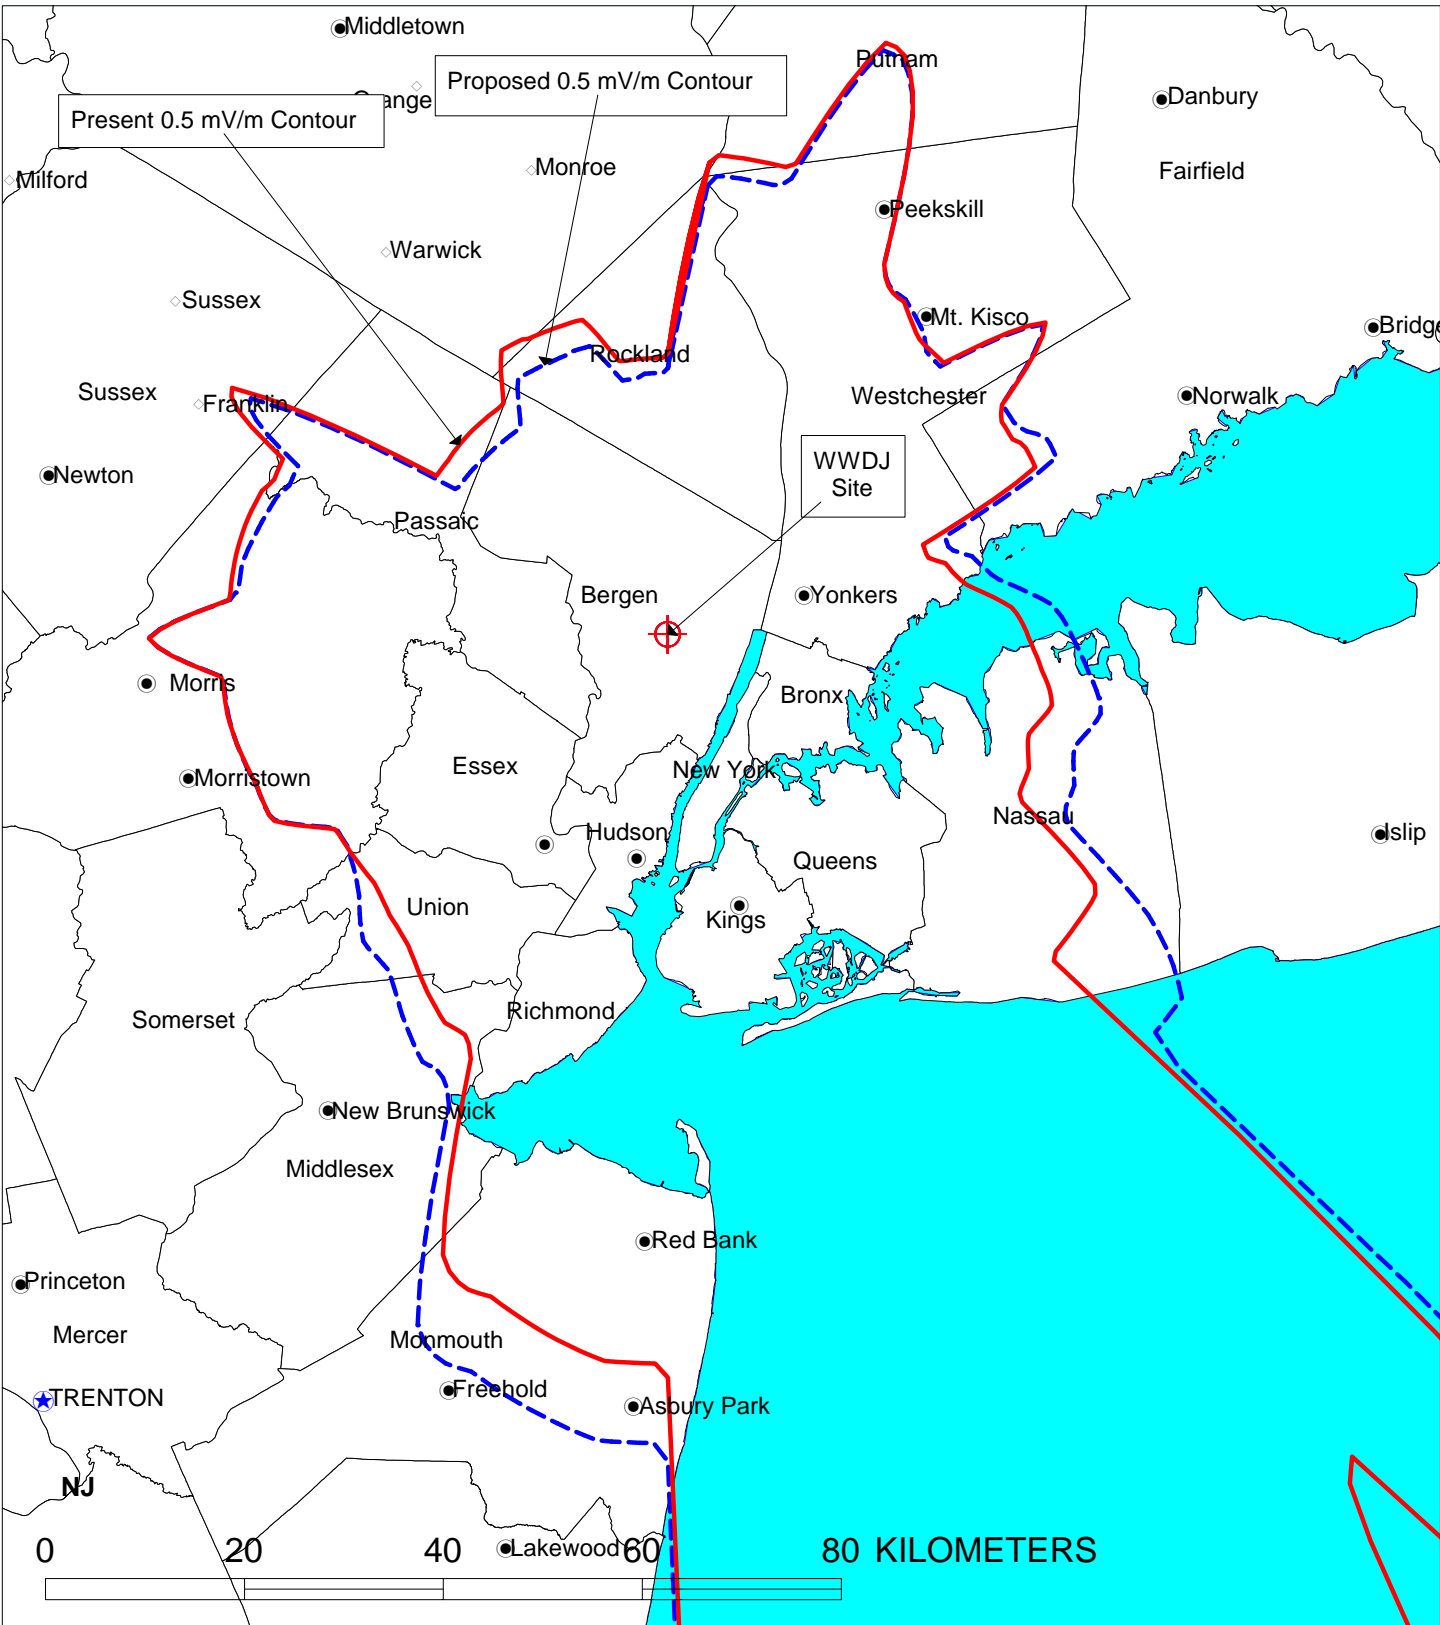 Middletown
Putnam
Proposed 0.5 mV/m Contour
Danbury
ange
Present 0.5 mV/m Contour
Monroe
Fairfield
Milford
Peekskill
Warwick
Sussex
Mt. Kisco
Bridge
Rockland
Sussex
Franklin
Westchester
Norwalk
WWDJ
Site
Newton
Passaic
Bergen
Yonkers
Morris
Bronx
Essex
New York
Morristown
Nassau
Hudson
Islip
Queens
Union
Kings
Richmond
Somerset
New Brunswick
Middlesex
Red Bank
Princeton
Mercer
Monmouth
Freehold
TRENTON
Asbury Park
NJ
0 20 40 60 80 KILOMETERS
Lakewood